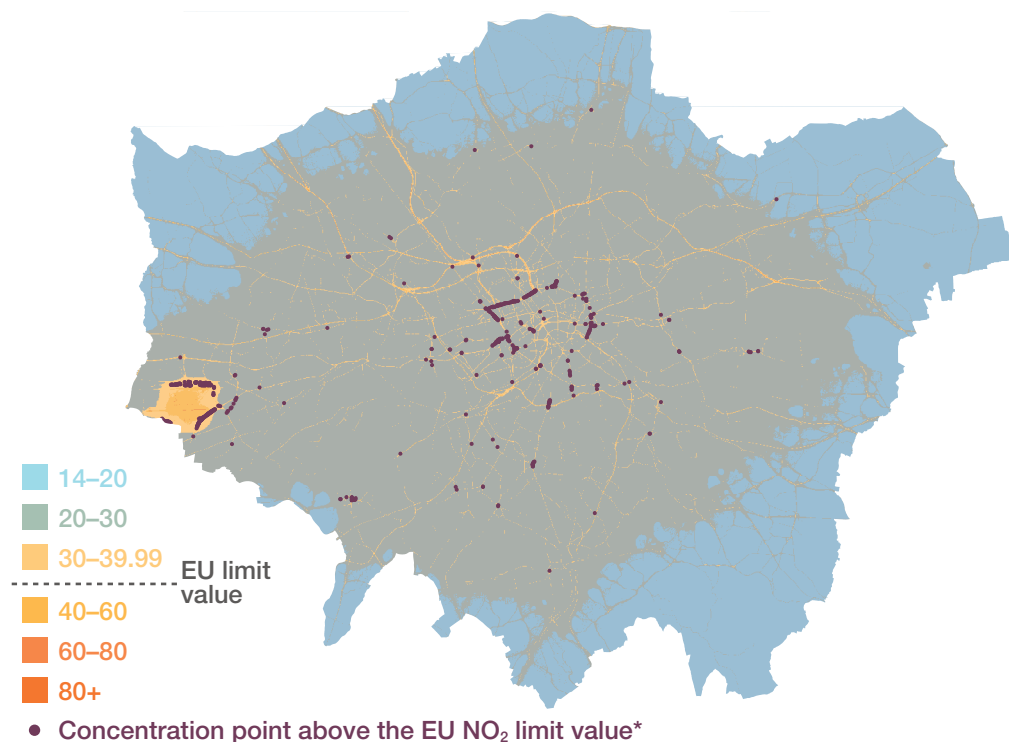 14–20
20–30
30–39.99
EU limit
value
40–60
60–80
80+
Concentration point above the EU NO₂ limit value*